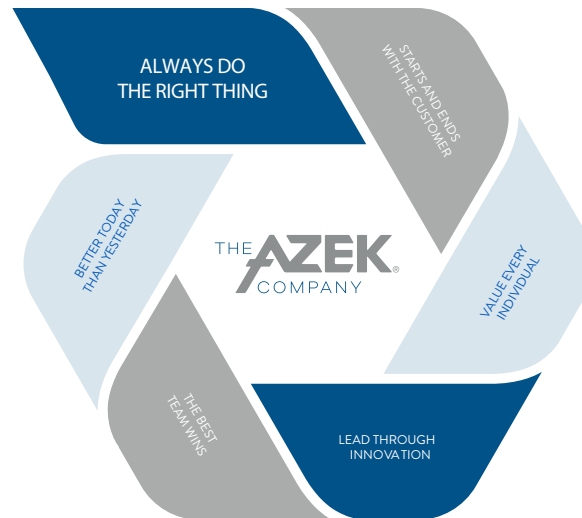 ALWAYS DO
THE RIGHT THING
STARTS AND ENDS
WITH THE CUSTOMER
VALUE EVERY
INDIVIDUAL
LEAD THROUGH
INNOVATION
THE BEST
TEAM WINS
BETTER TODAY
THAN YESTERDAY
THE AZEK®
COMPANY